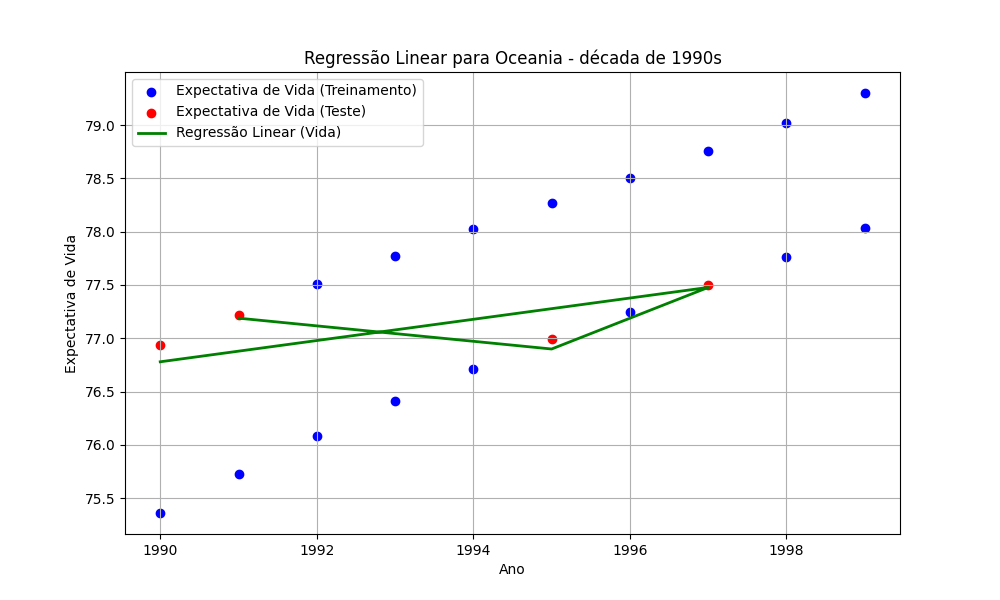 Regressão Linear para Oceania - década de 1990s
Expectativa de Vida (Treinamento)
Expectativa de Vida (Teste)
Regressão Linear (Vida)
Expectativa de Vida
79.0
78.5
78.0
77.5
77.0
76.5
76.0
75.5
1990 1992 1994 1996 1998
Ano